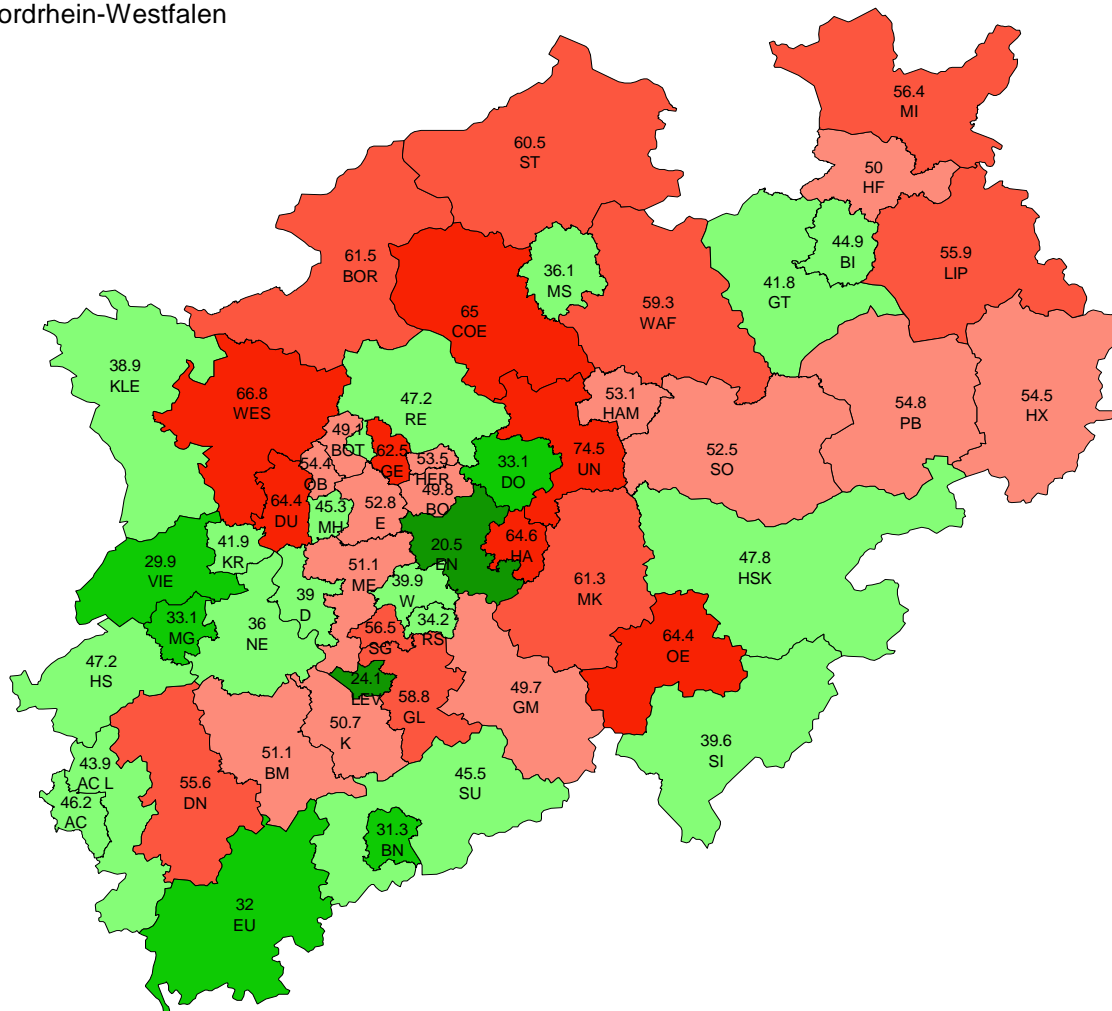 ordrhein-Westfalen
56.4
MI
60.5
ST
50
HF
44.9
BI
55.9
LIP
61.5
BOR
36.1
MS
41.8
GT
59.3
WAF
65
COE
38.9
KLE
66.8
WES
47.2
RE
53.1
HAM
54.8
PB
54.5
HX
49.1
BOT
62.5
GE
53.5
HER
33.1
DO
74.5
UN
52.5
SO
54.4
OB
49.8
BO
64.4
DU
45.3
MH
52.8
E
41.9
KR
20.5
EN
64.6
HA
47.8
HSK
29.9
VIE
51.1
ME
39.9
W
61.3
MK
39
D
33.1
MG
36
NE
56.5
SG
34.2
RS
64.4
OE
47.2
HS
24.1
LEV
58.8
GL
49.7
GM
50.7
K
39.6
SI
51.1
BM
43.9
AC L
45.5
SU
55.6
DN
46.2
AC
31.3
BN
32
EU